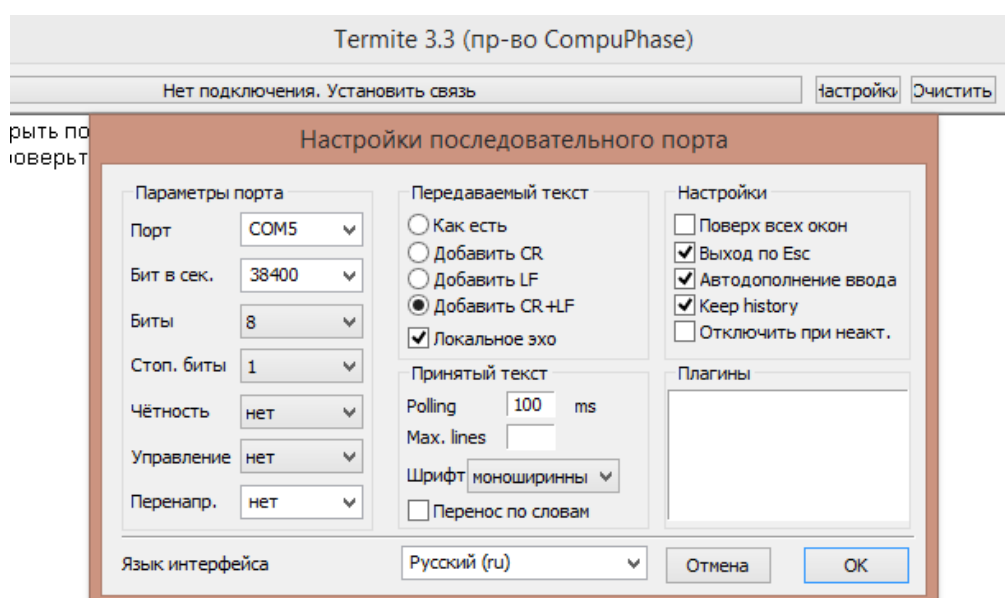 Termite 3.3 (пр-во CompuPhase)
Нет подключения. Установить связь
Настройки Очистить
рыть по
оверьт
Настройки последовательного порта
Параметры порта
Порт COM5
Бит в сек. 38400
Биты 8
Стоп. биты 1
Чётность нет
Управление нет
Перенапр. нет
Передаваемый текст
Как есть
Добавить CR
Добавить LF
Добавить CR+LF
Локальное эхо
Принятый текст
Polling 100 ms
Max. lines
Шрифт моноширинны
Перенос по словам
Настройки
Поверх всех окон
Выход по Esc
Автодополнение ввода
Keep history
Отключить при неакт.
Плагины
Язык интерфейса Русский (ru)
Отмена OK